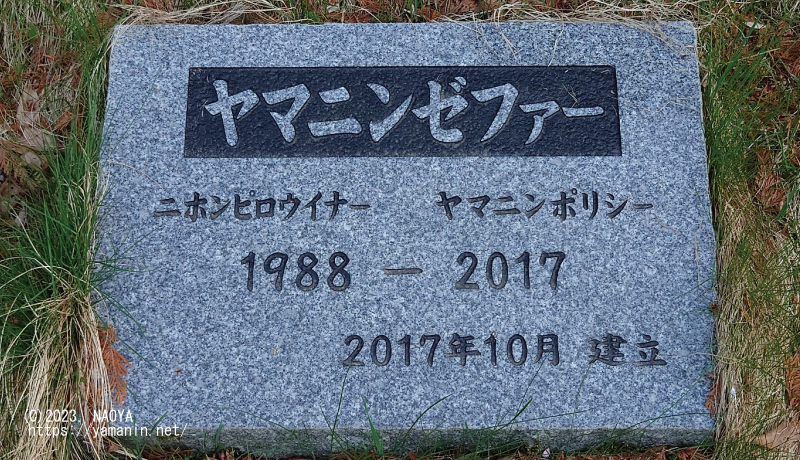 ヤマニンゼファー
ニホンピロウイナー　ヤマニンポリシー
1988 － 2017
2017年10月 建立
(C)2023, NAOYA
https://yamanin.net/